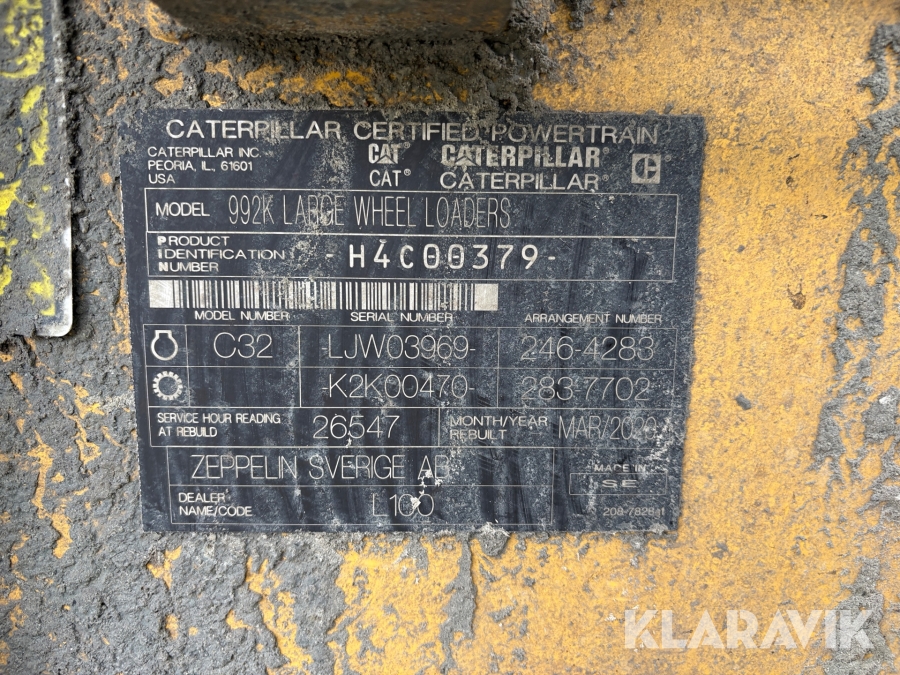 CATERPILLAR CERTIFIED POWERTRAIN
CATERPILLAR INC.
PEORIA, IL, 61601
USA
CAT® CATERPILLAR® C
CAT® CATERPILLAR®
MODEL 992K LARGE WHEEL LOADERS
PRODUCT
IDENTIFICATION
NUMBER
-H4C00379-
MODEL NUMBER SERIAL NUMBER ARRANGEMENT NUMBER
C32 -LJW03969- 246-4283
-K2K00470- 283-7702
SERVICE HOUR READING
AT REBUILD
26547
MONTH/YEAR
REBUILT
MAR/2020
ZEPPELIN SVERIGE AB
MADE IN
SE
DEALER
NAME/CODE
L100
KLARAVIK